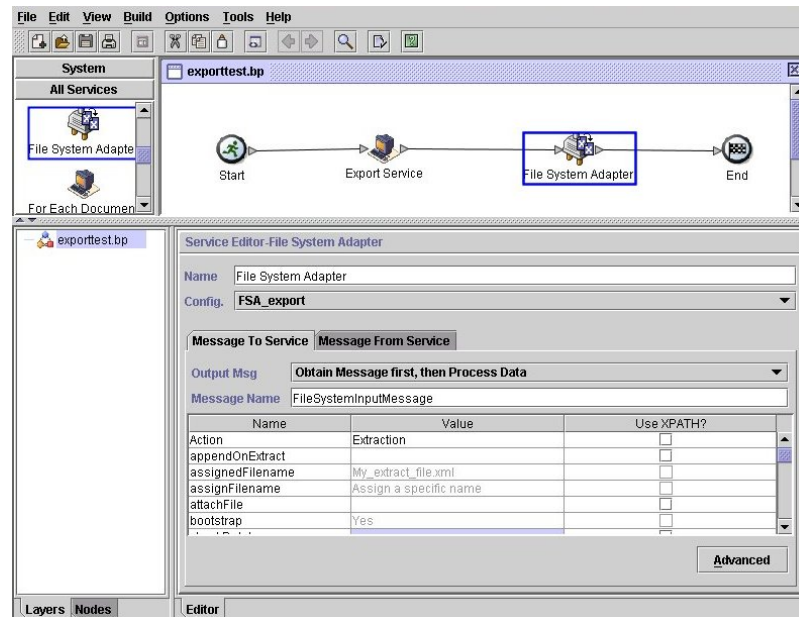 File Edit View Build Options Tools Help
System
All Services
File System Adapte
For Each Documen
exporttest.bp
Start
Export Service
File System Adapter
End
exporttest.bp
Service Editor-File System Adapter
Name File System Adapter
Config. FSA_export
Message To Service Message From Service
Output Msg Obtain Message first, then Process Data
Message Name FileSystemInputMessage
Name Value Use XPATH?
Action Extraction
appendOnExtract
assignedFilename My_extract_file.xml
assignFilename Assign a specific name
attachFile
bootstrap Yes
Advanced
Layers Nodes
Editor